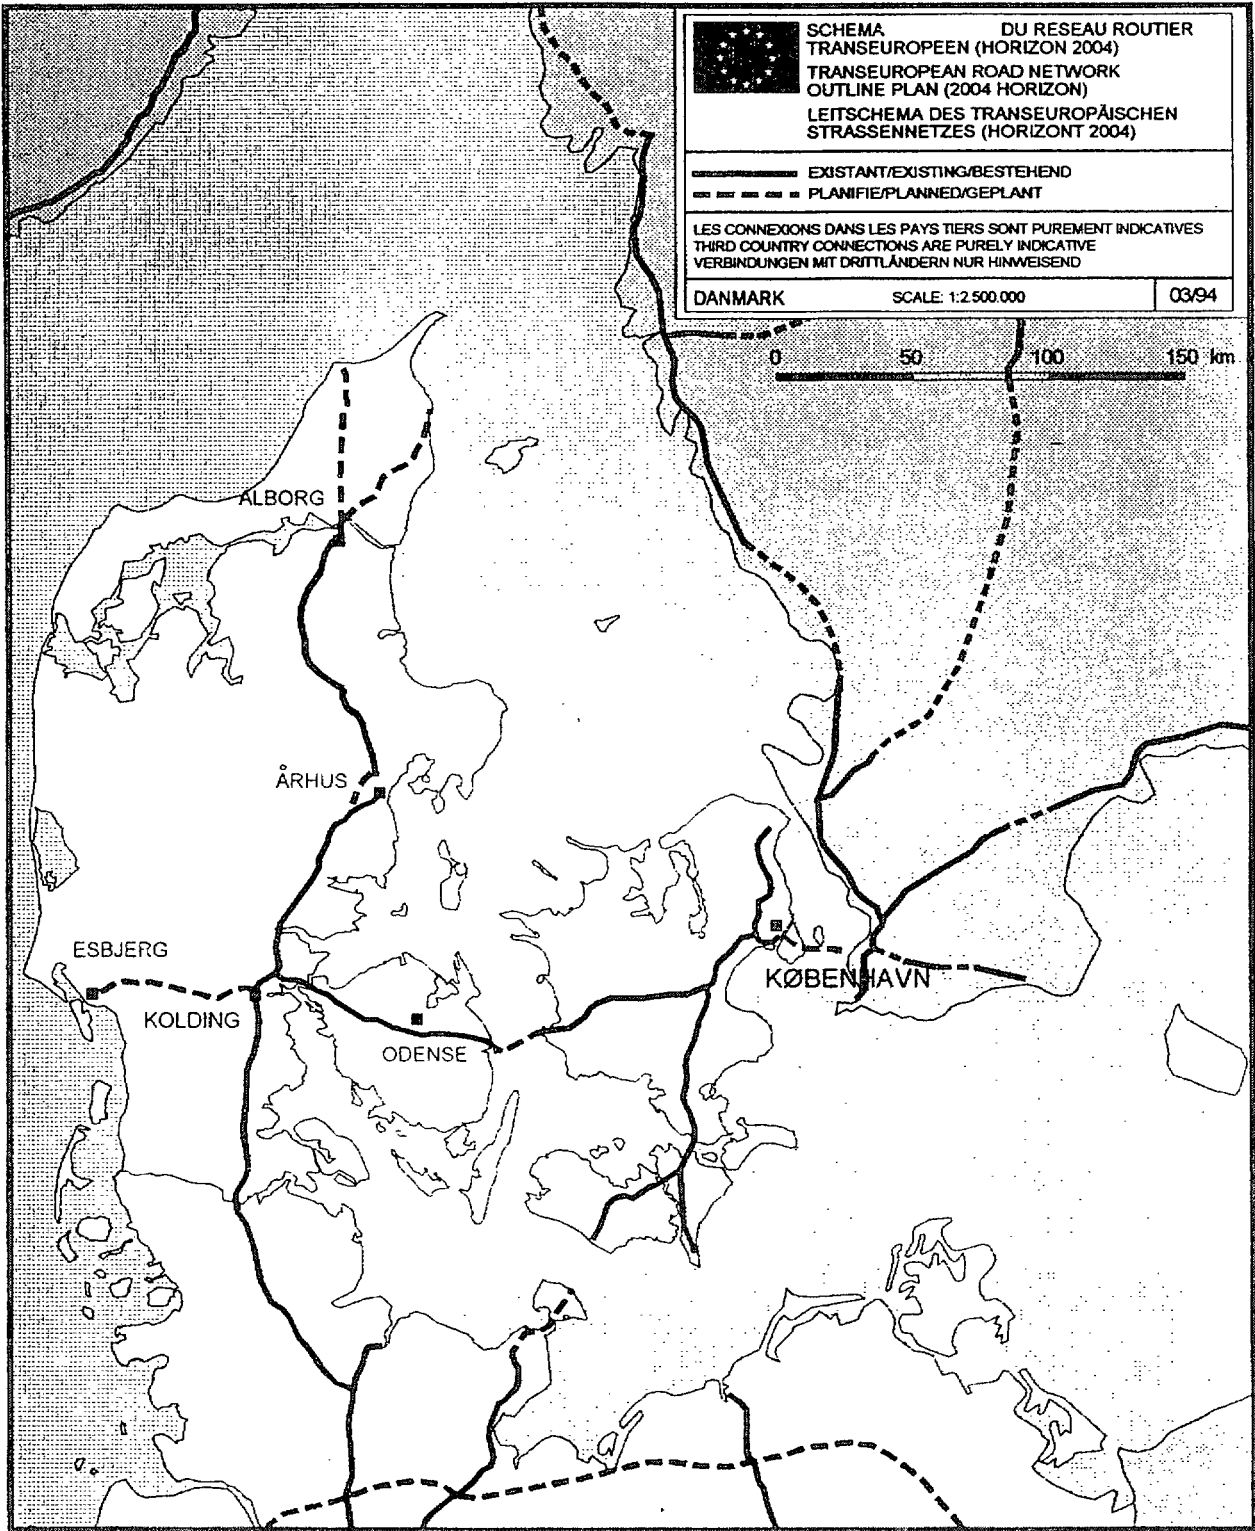 SCHEMA DU RESEAU ROUTIER
TRANSEUROPEEN (HORIZON 2004)
TRANSEUROPEAN ROAD NETWORK
OUTLINE PLAN (2004 HORIZON)
LEITSCHEMA DES TRANSEUROPÄISCHEN
STRASSENNETZES (HORIZONT 2004)
EXISTANT/EXISTING/BESTEHEND
PLANIFIE/PLANNED/GEPLANT
LES CONNEXIONS DANS LES PAYS TIERS SONT PUREMENT INDICATIVES
THIRD COUNTRY CONNECTIONS ARE PURELY INDICATIVE
VERBINDUNGEN MIT DRITTLÄNDERN NUR HINWEISEND
DANMARK SCALE: 1:2.500.000 03/94
0 50 100 150 km
ALBORG
ÅRHUS
ESBJERG
KØBENHAVN
KOLDING
ODENSE